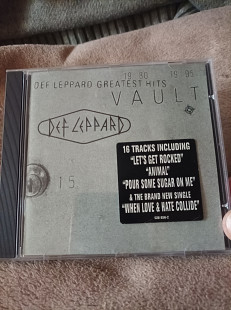 19 80 19 95
DEF LEPPARD GREATEST HITS
VAULT
DEF LEPPARD
15
16 TRACKS INCLUDING
"LET'S GET ROCKED"
"ANIMAL"
"POUR SOME SUGAR ON ME"
& THE BRAND NEW SINGLE
"WHEN LOVE & HATE COLLIDE"